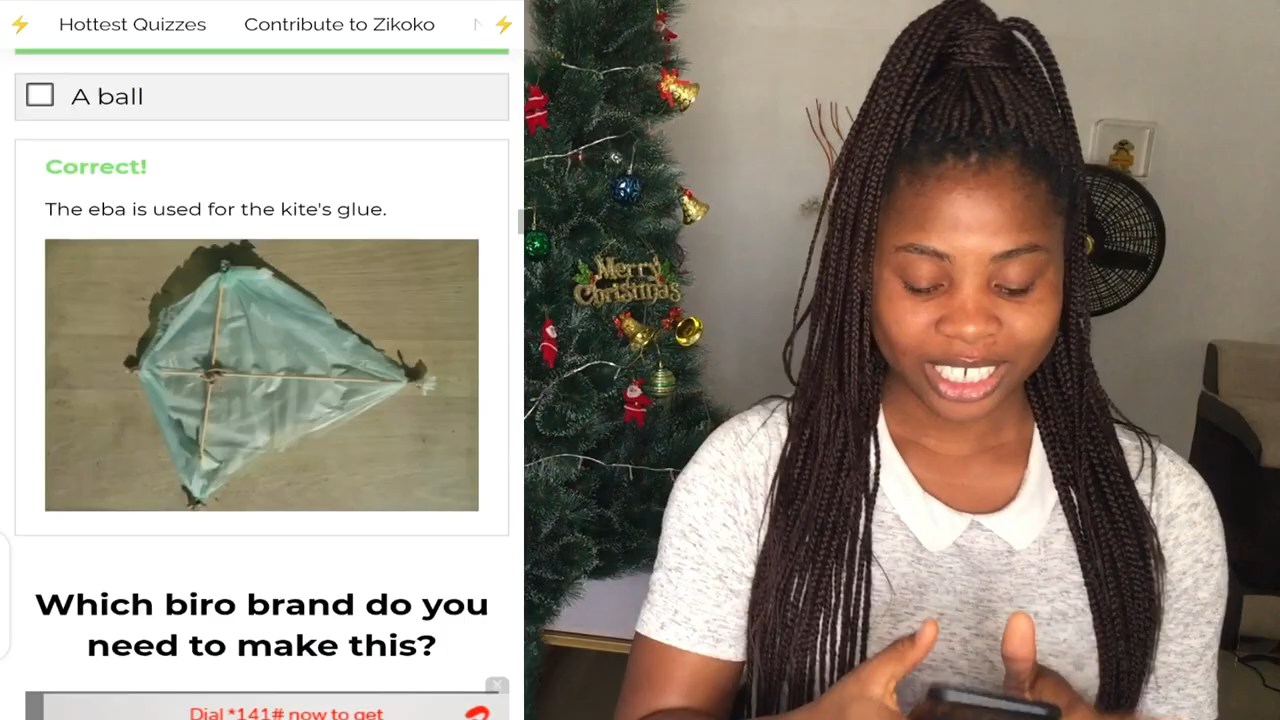 Hottest Quizzes
Contribute to Zikoko
A ball
Correct!
The eba is used for the kite's glue.
Merry
Christmas
Which biro brand do you
need to make this?
Dial *141# now to get